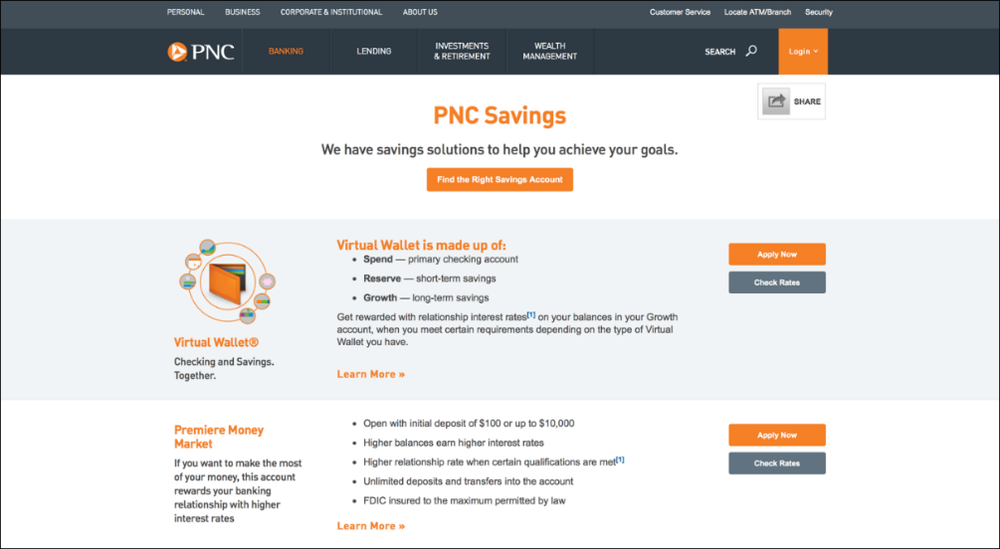 PERSONAL BUSINESS CORPORATE & INSTITUTIONAL ABOUT US Customer Service Locate ATM/Branch Security
PNC BANKING LENDING INVESTMENTS & RETIREMENT WEALTH MANAGEMENT SEARCH Login
SHARE
PNC Savings
We have savings solutions to help you achieve your goals.
Find the Right Savings Account
Virtual Wallet®
Checking and Savings.
Together.
Virtual Wallet is made up of:
• Spend — primary checking account
• Reserve — short-term savings
• Growth — long-term savings
Get rewarded with relationship interest rates[1] on your balances in your Growth
account, when you meet certain requirements depending on the type of Virtual
Wallet you have.
Learn More »
Apply Now
Check Rates
Premiere Money
Market
If you want to make the most
of your money, this account
rewards your banking
relationship with higher
interest rates
• Open with initial deposit of $100 or up to $10,000
• Higher balances earn higher interest rates
• Higher relationship rate when certain qualifications are met[1]
• Unlimited deposits and transfers into the account
• FDIC insured to the maximum permitted by law
Learn More »
Apply Now
Check Rates